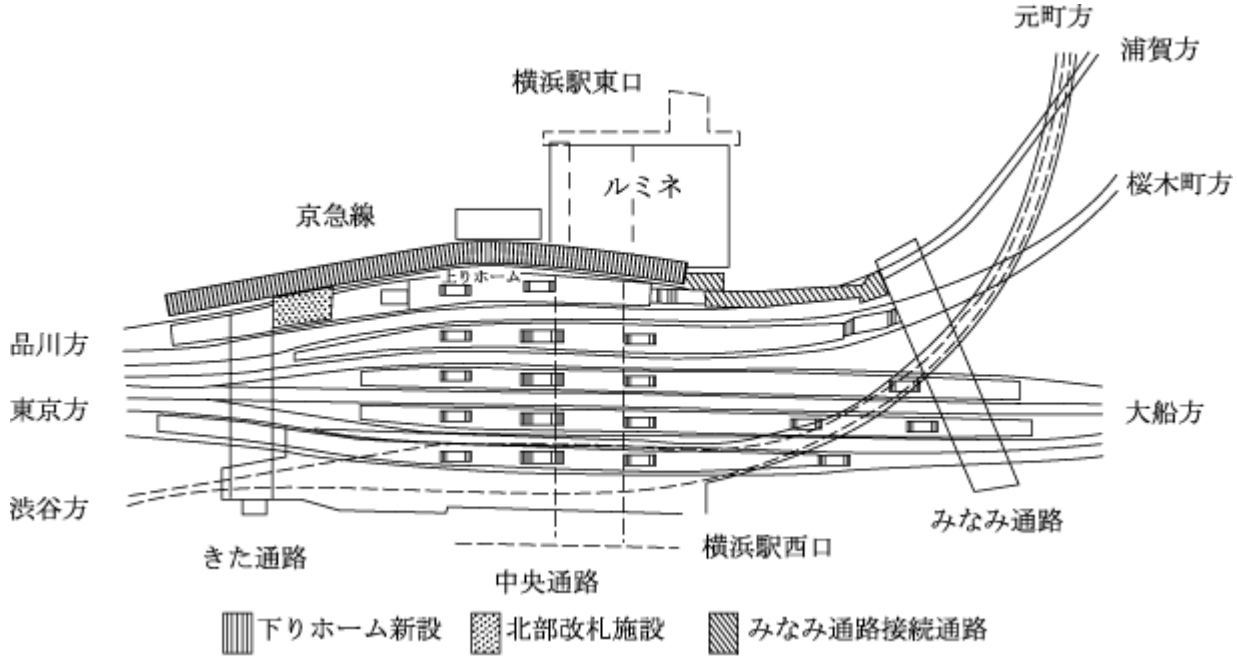 元町方
浦賀方
横浜駅東口
ルミネ
桜木町方
京急線
上りホーム
品川方
東京方
大船方
渋谷方
みなみ通路
横浜駅西口
きた通路
中央通路
下りホーム新設
北部改札施設
みなみ通路接続通路